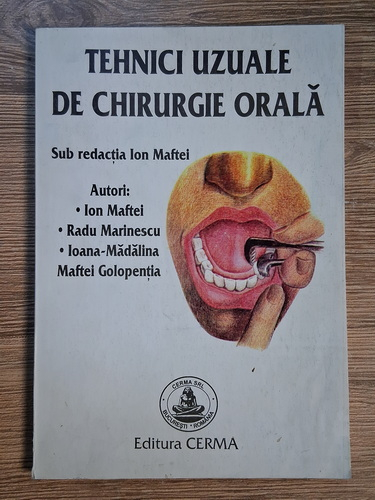 TEHNICI UZUALE
DE CHIRURGIE ORALĂ
Sub redacția Ion Maftei
Autori:
• Ion Maftei
• Radu Marinescu
• Ioana-Mădălina
Maftei Golopenția
CERMA SRL
BUCUREȘTI * ROMÂNIA
Editura CERMA